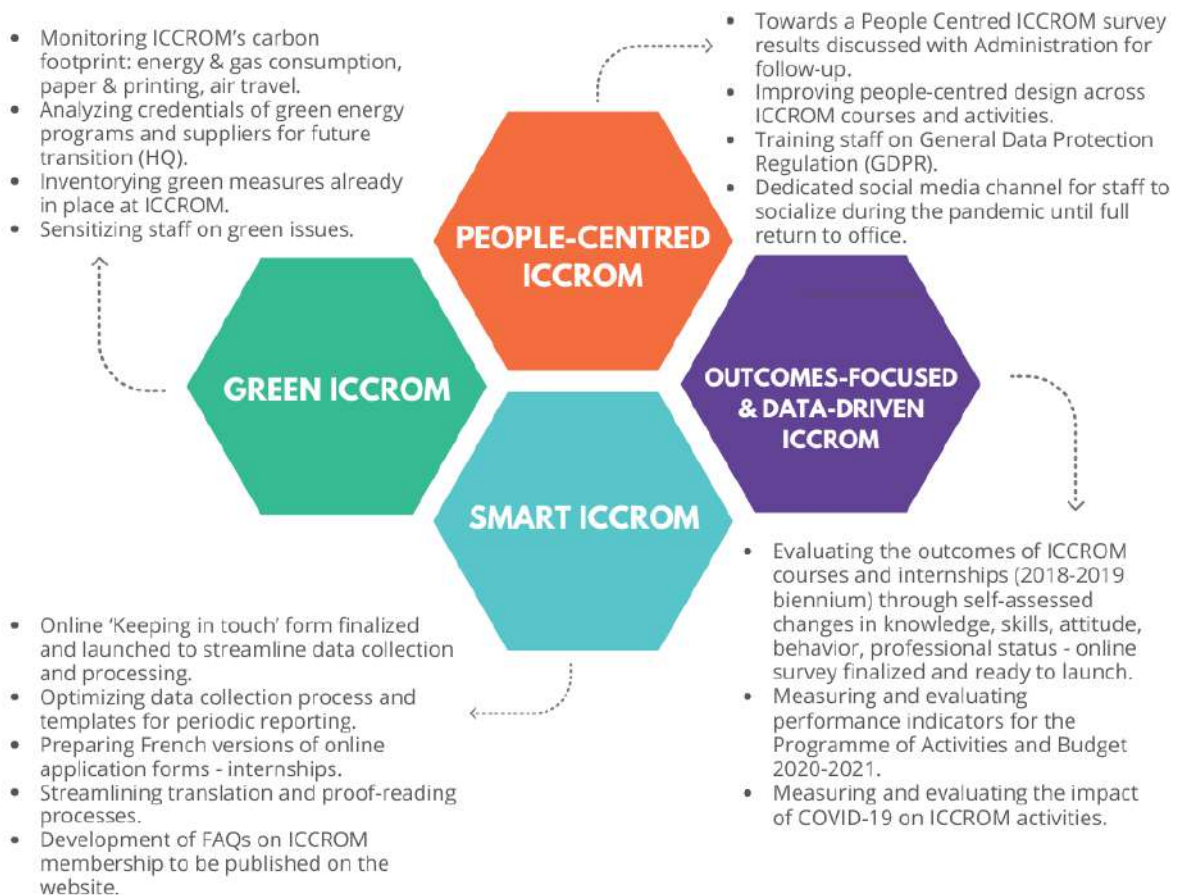 • Monitoring ICCROM's carbon
footprint: energy & gas consumption,
paper & printing, air travel.
• Analyzing credentials of green energy
programs and suppliers for future
transition (HQ).
• Inventorying green measures already
in place at ICCROM.
• Sensitizing staff on green issues.
• Towards a People Centred ICCROM survey
results discussed with Administration for
follow-up.
• Improving people-centred design across
ICCROM courses and activities.
• Training staff on General Data Protection
Regulation (GDPR).
• Dedicated social media channel for staff to
socialize during the pandemic until full
return to office.
PEOPLE-CENTRED
ICCROM
GREEN ICCROM
OUTCOMES-FOCUSED
& DATA-DRIVEN
ICCROM
SMART ICCROM
• Online 'Keeping in touch' form finalized
and launched to streamline data collection
and processing.
• Optimizing data collection process and
templates for periodic reporting.
• Preparing French versions of online
application forms - internships.
• Streamlining translation and proof-reading
processes.
• Development of FAQs on ICCROM
membership to be published on the
website.
• Evaluating the outcomes of ICCROM
courses and internships (2018-2019
biennium) through self-assessed
changes in knowledge, skills, attitude,
behavior, professional status - online
survey finalized and ready to launch.
• Measuring and evaluating
performance indicators for the
Programme of Activities and Budget
2020-2021.
• Measuring and evaluating the impact
of COVID-19 on ICCROM activities.